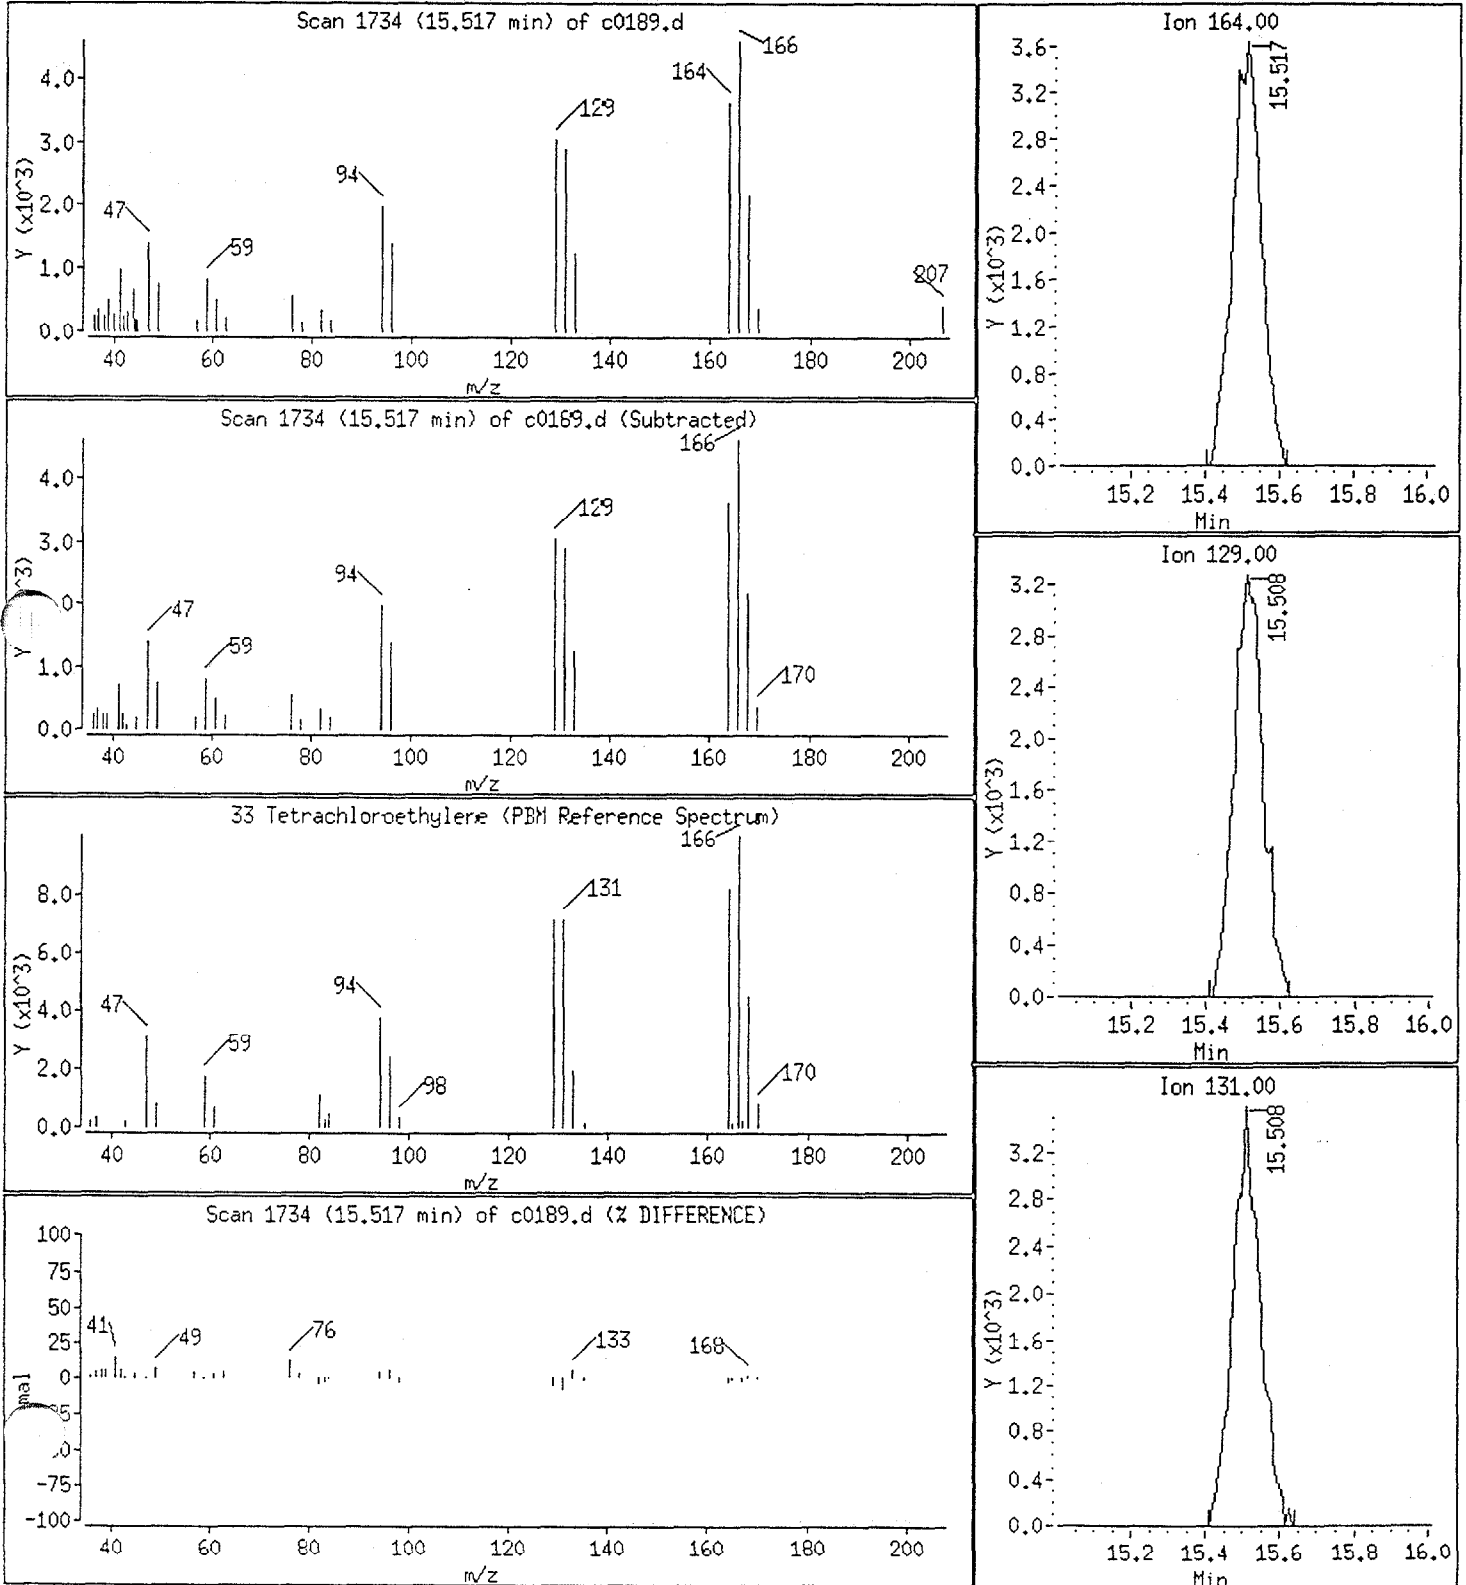 Scan 1734 (15.517 min) of c0189.d
166
164
129
94
47
59
207
Y (x10^3)
4.0
3.0
2.0
1.0
0.0
40 60 80 100 120 140 160 180 200
m/z
Scan 1734 (15.517 min) of c0189.d (Subtracted)
166
129
94
47
59
170
Y ^3)
4.0
3.0
0
1.0
0.0
40 60 80 100 120 140 160 180 200
m/z
33 Tetrachloroethylene (PBM Reference Spectrum)
166
131
94
47
59
98
170
Y (x10^3)
8.0
6.0
4.0
2.0
0.0
40 60 80 100 120 140 160 180 200
m/z
Scan 1734 (15.517 min) of c0189.d (% DIFFERENCE)
100
75
50
25
0
-75
-100
41
49
76
133
168
mal
40 60 80 100 120 140 160 180 200
m/z
Ion 164.00
15.517
Y (x10^3)
3.6
3.2
2.8
2.4
2.0
1.6
1.2
0.8
0.4
0.0
15.2 15.4 15.6 15.8 16.0
Min
Ion 129.00
15.508
Y (x10^3)
3.2
2.8
2.4
2.0
1.6
1.2
0.8
0.4
0.0
15.2 15.4 15.6 15.8 16.0
Min
Ion 131.00
15.508
Y (x10^3)
3.2
2.8
2.4
2.0
1.6
1.2
0.8
0.4
0.0
15.2 15.4 15.6 15.8 16.0
Min